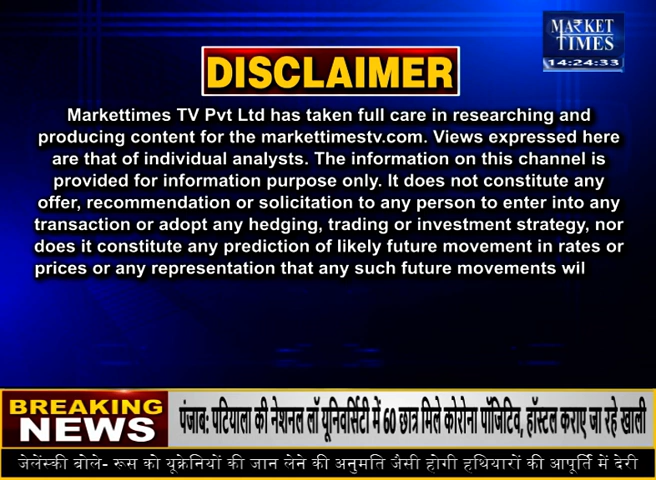 MARKET
TIMES
14:24:33
DISCLAIMER
Markettimes TV Pvt Ltd has taken full care in researching and
producing content for the markettimestv.com. Views expressed here
are that of individual analysts. The information on this channel is
provided for information purpose only. It does not constitute any
offer, recommendation or solicitation to any person to enter into any
transaction or adopt any hedging, trading or investment strategy, nor
does it constitute any prediction of likely future movement in rates or
prices or any representation that any such future movements wil
BREAKING
NEWS
पंजाब: पटियाला की नेशनल लॉ यूनिवर्सिटी में 60 छात्र मिले कोरोना पॉजिटिव, हॉस्टल कराए जा रहे खाली
जेलेंस्की बोले- रूस को यूक्रेनियों की जान लेने की अनुमति जैसी होगी हथियारों की आपूर्ति में देरी